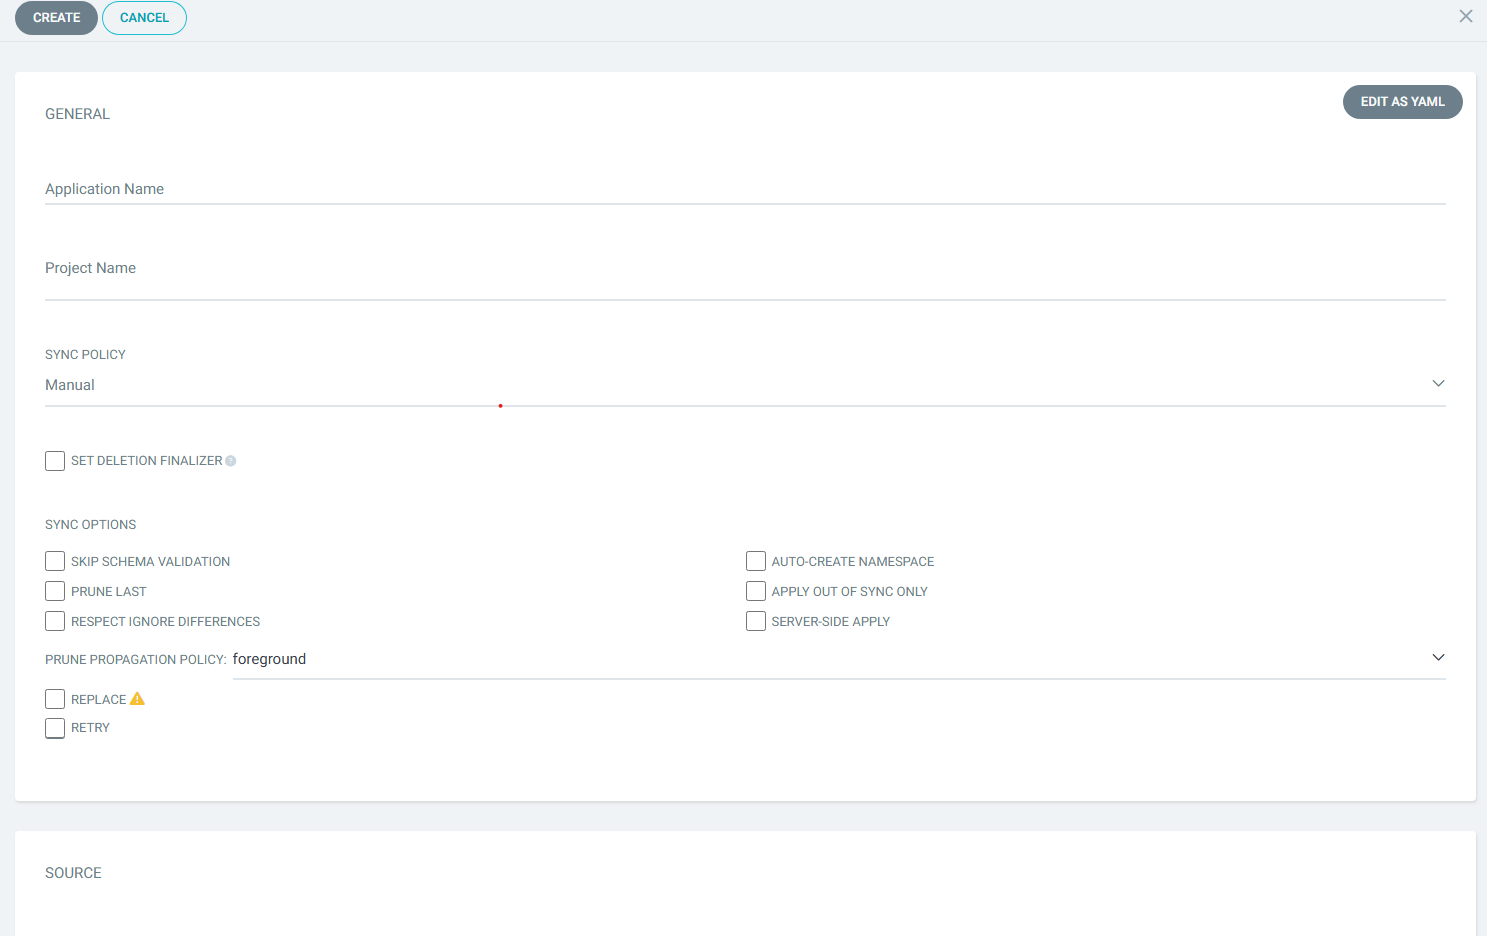 CREATE CANCEL
GENERAL
EDIT AS YAML
Application Name
Project Name
SYNC POLICY
Manual
SET DELETION FINALIZER ?
SYNC OPTIONS
SKIP SCHEMA VALIDATION AUTO-CREATE NAMESPACE
PRUNE LAST APPLY OUT OF SYNC ONLY
RESPECT IGNORE DIFFERENCES SERVER-SIDE APPLY
PRUNE PROPAGATION POLICY: foreground
REPLACE
RETRY
SOURCE